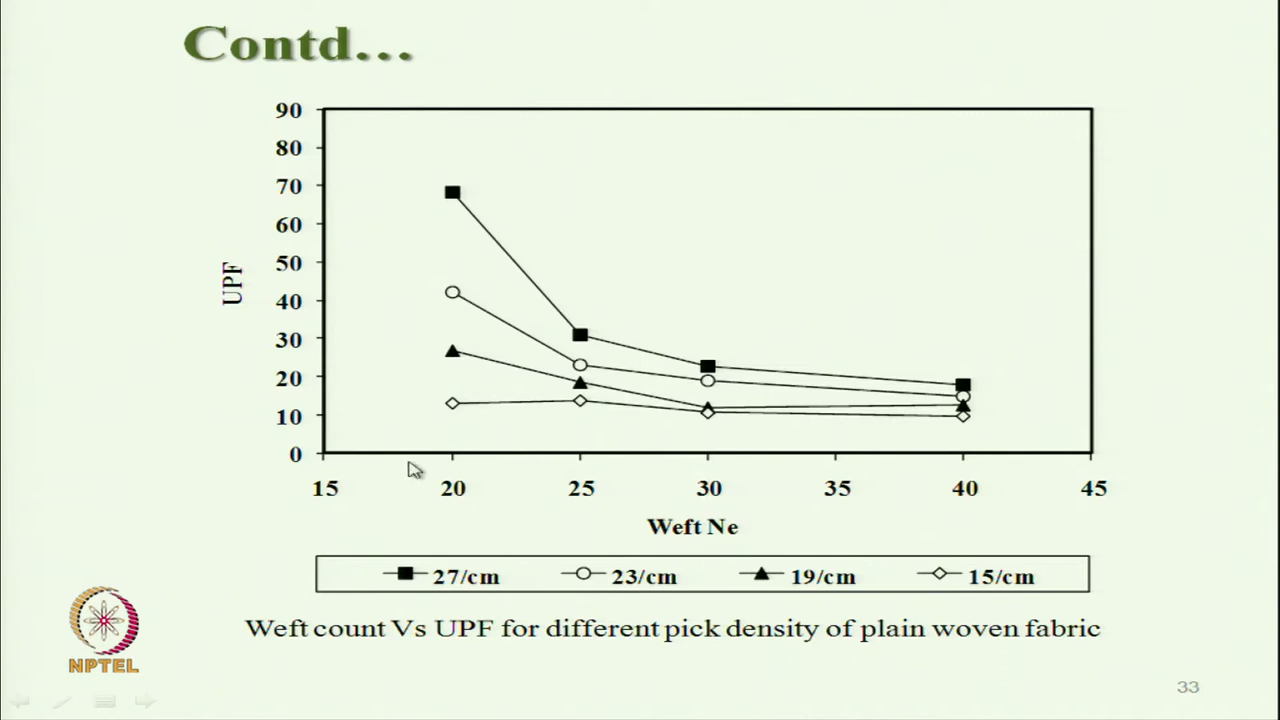 Contd...
90
80
70
60
50
40
30
20
10
0
UPF
15 20 25 30 35 40 45
Weft Ne
27/cm 23/cm 19/cm 15/cm
Weft count Vs UPF for different pick density of plain woven fabric
NPTEL
33